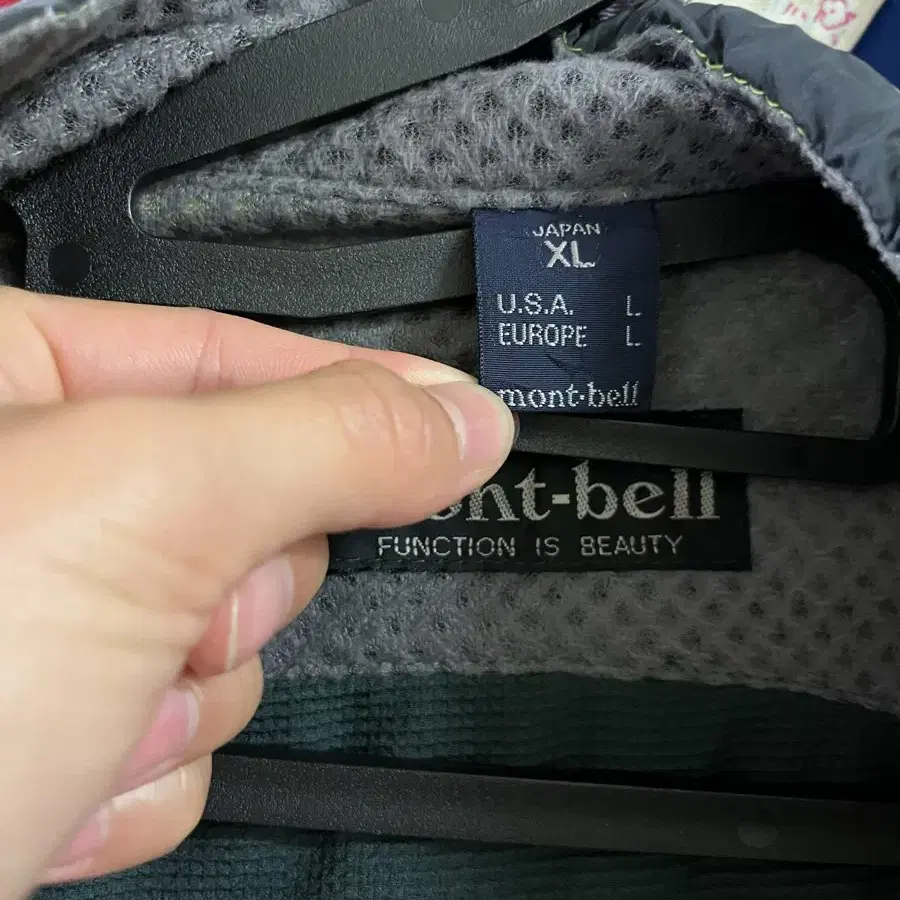 JAPAN
XL
U.S.A. L
EUROPE L
mont·bell
ont-bell
FUNCTION IS BEAUTY